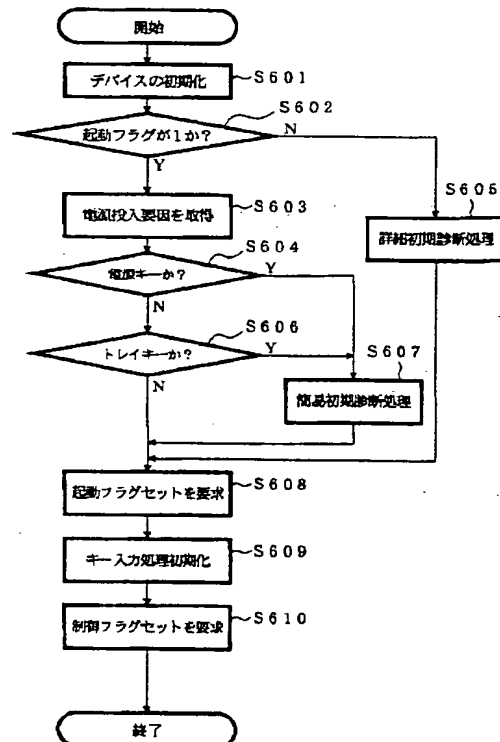 開始
デバイスの初期化
S601
起動フラグが1か?
S602
N
Y
電源投入要因を取得
S603
S605
詳細初期診断処理
電源キーか?
S604
Y
N
トレイキーか?
S606
Y
N
S607
簡易初期診断処理
起動フラグセットを要求
S608
キー入力処理初期化
S609
制御フラグセットを要求
S610
終了